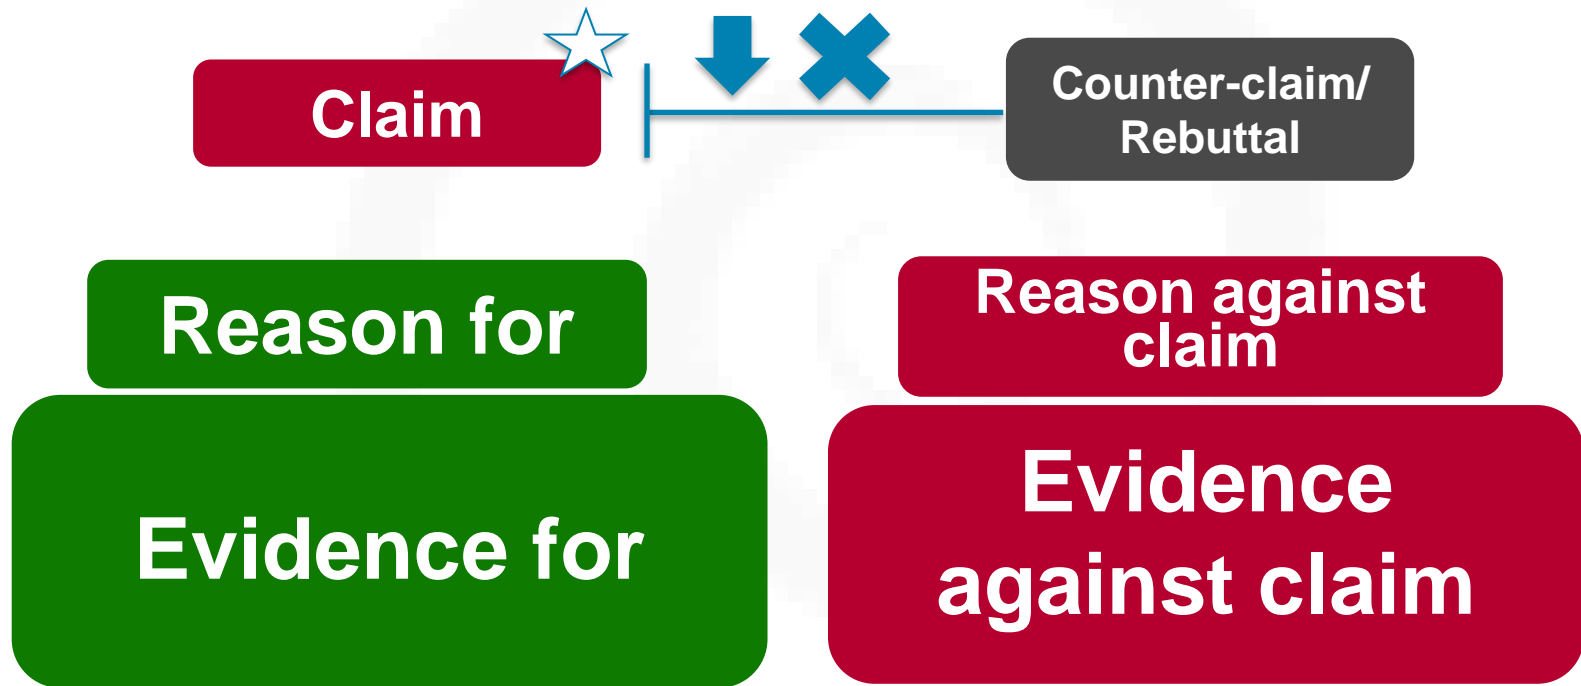 Claim
Counter-claim/
Rebuttal
Reason for
Reason against
claim
Evidence for
Evidence
against claim